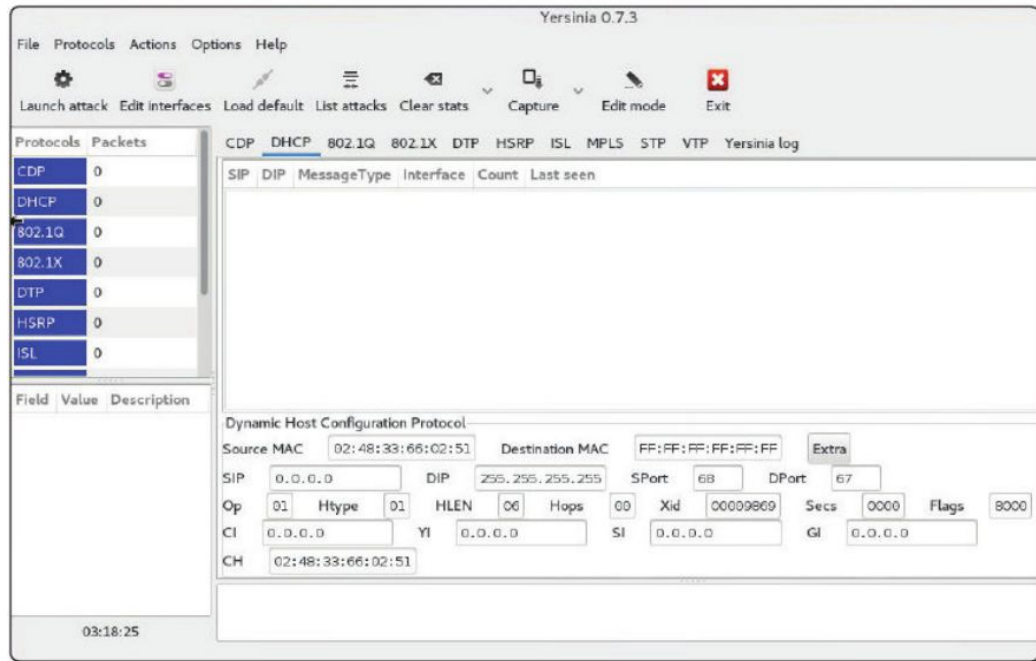 Yersinia 0.7.3
File Protocols Actions Options Help
Launch attack Edit interfaces Load default List attacks Clear stats Capture Edit mode Exit
Protocols Packets
CDP 0
DHCP 0
802.1Q 0
802.1X 0
DTP 0
HSRP 0
ISL 0
Field Value Description
03:18:25
CDP DHCP 802.1Q 802.1X DTP HSRP ISL MPLS STP VTP Yersinia log
SIP DIP MessageType Interface Count Last seen
Dynamic Host Configuration Protocol
Source MAC 02:48:33:66:02:51 Destination MAC FF:FF:FF:FF:FF:FF Extra
SIP 0.0.0.0 DIP 255.255.255.255 SPort 68 DPort 67
Op 01 Htype 01 HLEN 06 Hops 00 Xid 00009869 Secs 0000 Flags 8000
CI 0.0.0.0 YI 0.0.0.0 SI 0.0.0.0 GI 0.0.0.0
CH 02:48:33:66:02:51